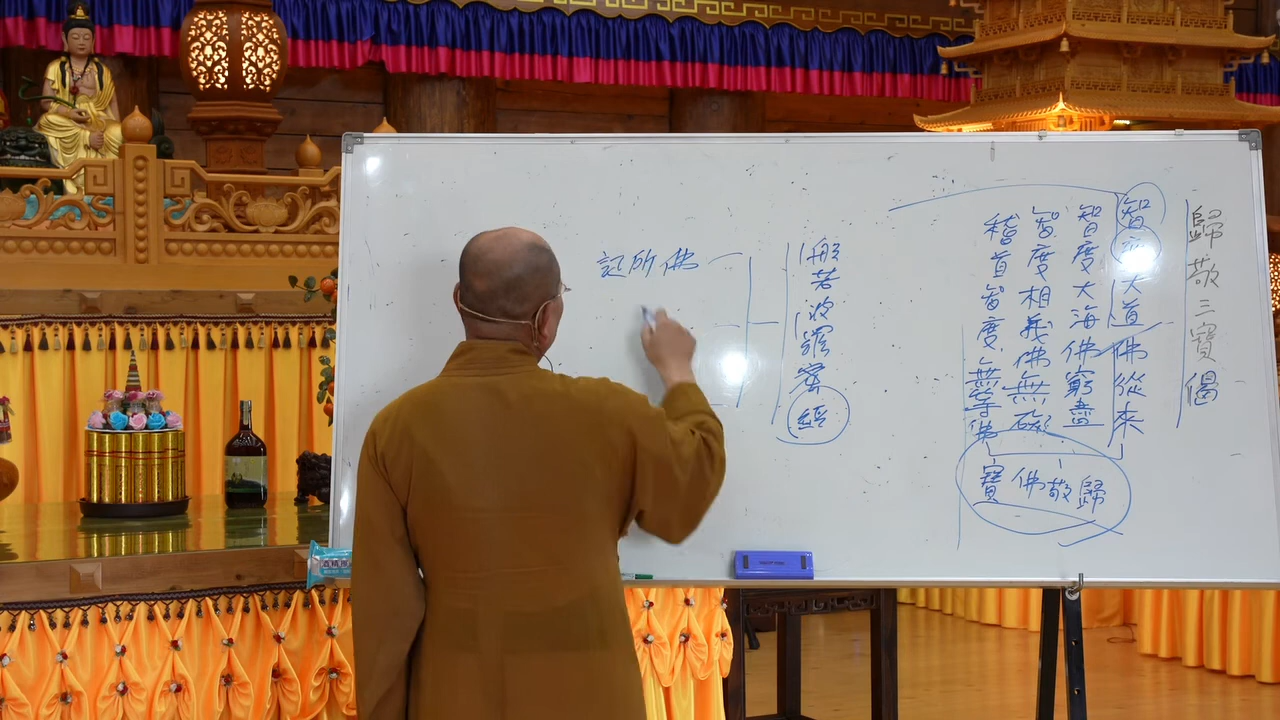 歸敬三寶偈
智度大道佛從來
智度大海佛窮盡
智度相義佛無礙
稽首智度無等佛
歸敬佛寶
般若波羅蜜經
佛所記